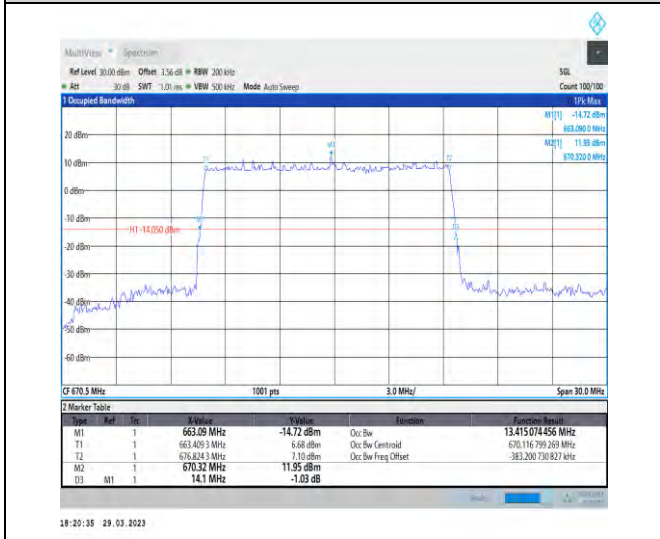 MultiView Spectrum
Ref Level 30.00 dBm Offset 3.56 dB RBW 200 kHz SGL
Att 30 dB SWT 1.01 ms VBW 500 kHz Mode Auto Sweep Count 100/100
1 Occupied Bandwidth 1Pk Max
M1[1] -14.72 dBm
663.090 0 MHz
M2[1] 11.95 dBm
670.320 0 MHz
20 dBm
10 dBm
0 dBm
-10 dBm
H1 -14.050 dBm
-20 dBm
-30 dBm
-40 dBm
-50 dBm
-60 dBm
T1
M2
T2
M1
D3
CF 670.5 MHz 1001 pts 3.0 MHz/ Span 30.0 MHz
2 Marker Table
Type Ref Trc X-Value Y-Value Function Function Result
M1 1 663.09 MHz -14.72 dBm Occ Bw 13.415 074 456 MHz
T1 1 663.409 3 MHz 6.68 dBm Occ Bw Centroid 670.116 799 269 MHz
T2 1 676.824 3 MHz 7.10 dBm Occ Bw Freq Offset -383.200 730 827 kHz
M2 1 670.32 MHz 11.95 dBm
D3 M1 1 14.1 MHz -1.03 dB
18:20:35 29.03.2023